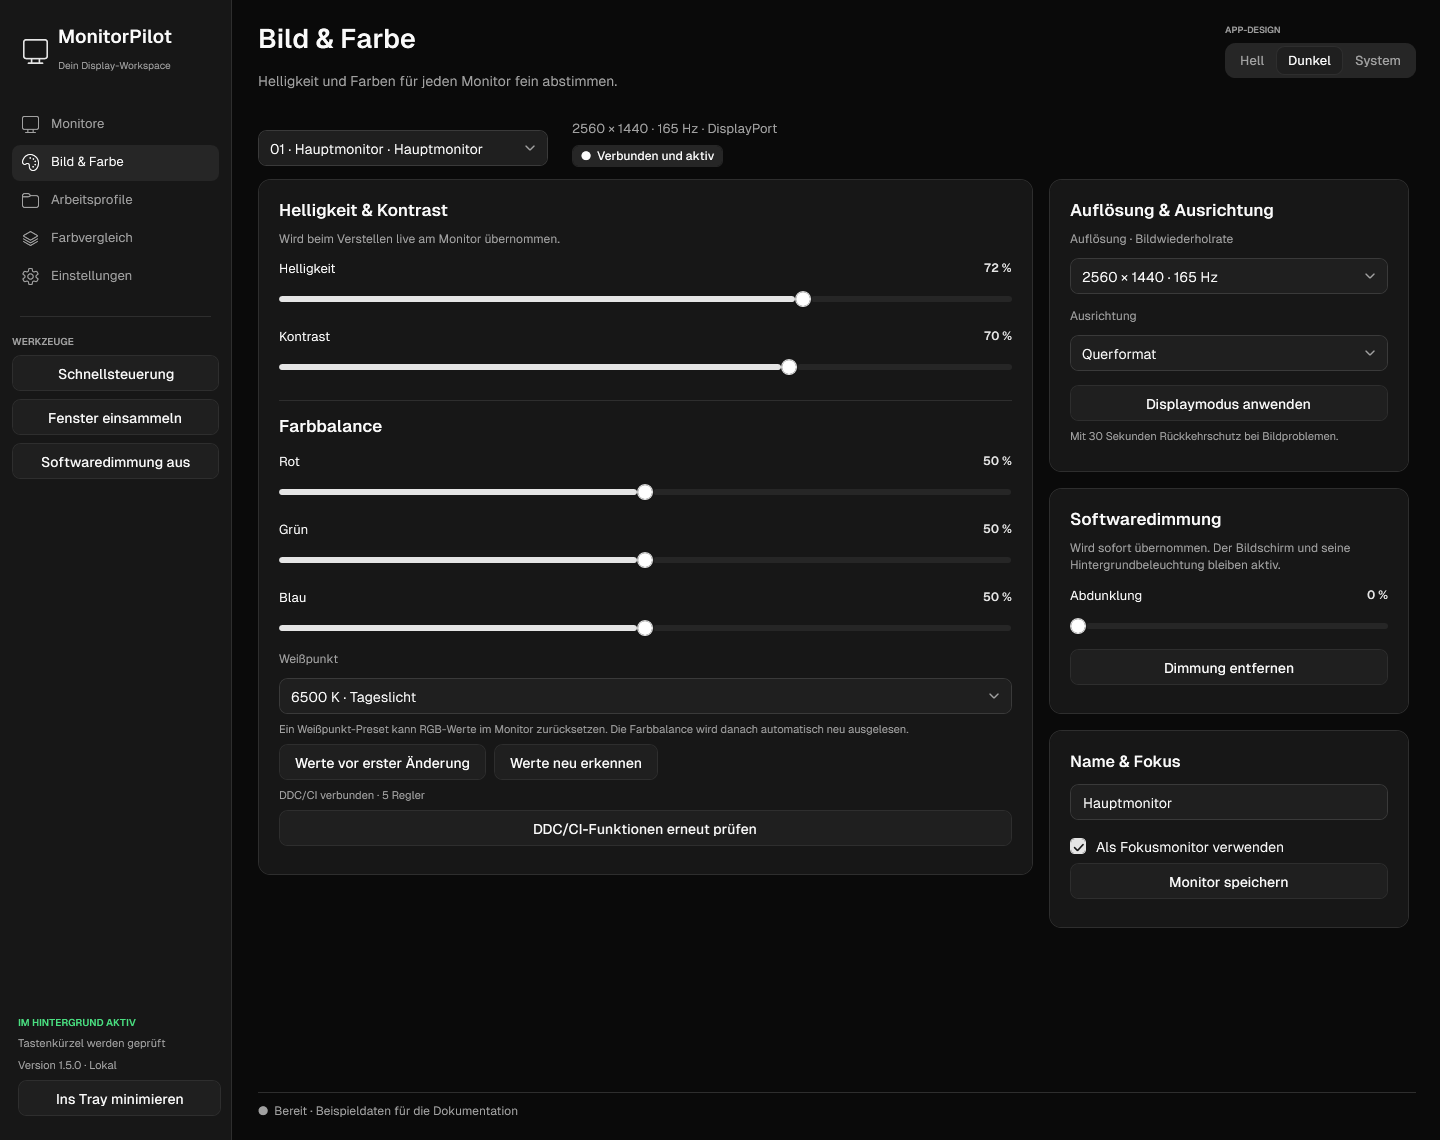 MonitorPilot
Dein Display-Workspace
Monitore
Bild & Farbe
Arbeitsprofile
Farbvergleich
Einstellungen
WERKZEUGE
Schnellsteuerung
Fenster einsammeln
Softwaredimmung aus
IM HINTERGRUND AKTIV
Tastenkürzel werden geprüft
Version 1.5.0 · Lokal
Ins Tray minimieren
Bild & Farbe
Helligkeit und Farben für jeden Monitor fein abstimmen.
APP-DESIGN
Hell
Dunkel
System
01 · Hauptmonitor · Hauptmonitor
2560 × 1440 · 165 Hz · DisplayPort
Verbunden und aktiv
Helligkeit & Kontrast
Wird beim Verstellen live am Monitor übernommen.
Helligkeit 72 %
Kontrast 70 %
Farbbalance
Rot 50 %
Grün 50 %
Blau 50 %
Weißpunkt
6500 K · Tageslicht
Ein Weißpunkt-Preset kann RGB-Werte im Monitor zurücksetzen. Die Farbbalance wird danach automatisch neu ausgelesen.
Werte vor erster Änderung
Werte neu erkennen
DDC/CI verbunden · 5 Regler
DDC/CI-Funktionen erneut prüfen
Auflösung & Ausrichtung
Auflösung · Bildwiederholrate
2560 × 1440 · 165 Hz
Ausrichtung
Querformat
Displaymodus anwenden
Mit 30 Sekunden Rückkehrschutz bei Bildproblemen.
Softwaredimmung
Wird sofort übernommen. Der Bildschirm und seine
Hintergrundbeleuchtung bleiben aktiv.
Abdunklung 0 %
Dimmung entfernen
Name & Fokus
Hauptmonitor
Als Fokusmonitor verwenden
Monitor speichern
Bereit · Beispieldaten für die Dokumentation